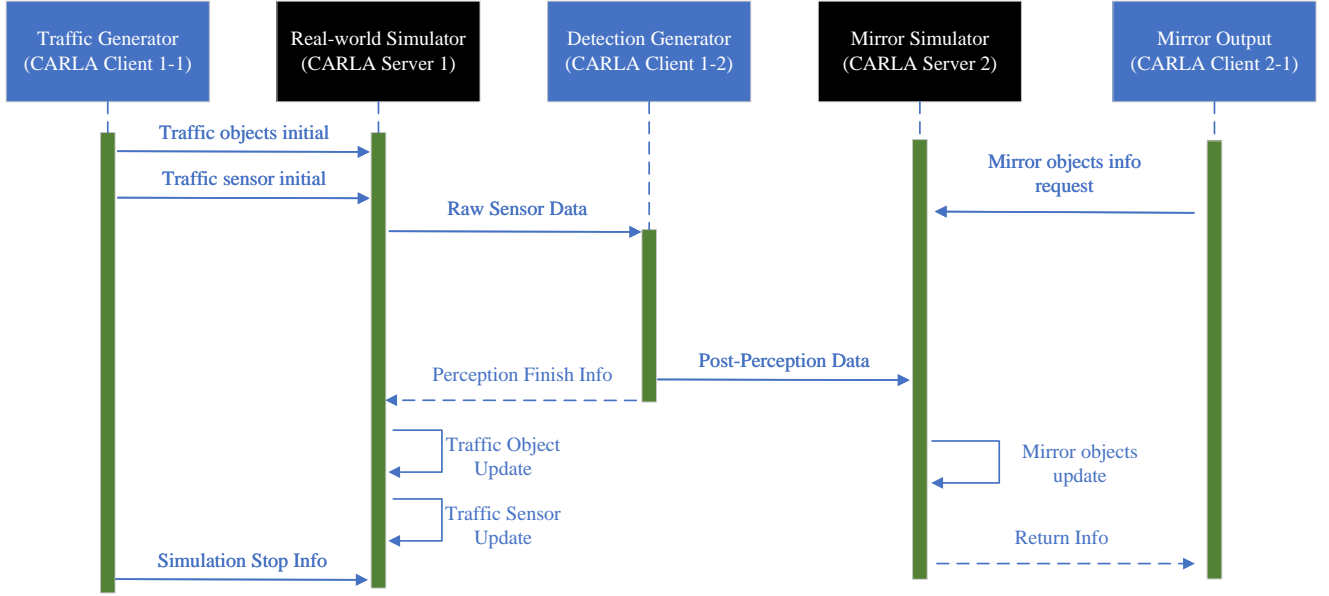 Traffic Generator
(CARLA Client 1-1)
Real-world Simulator
(CARLA Server 1)
Detection Generator
(CARLA Client 1-2)
Mirror Simulator
(CARLA Server 2)
Mirror Output
(CARLA Client 2-1)
Traffic objects initial
Traffic sensor initial
Raw Sensor Data
Mirror objects info
request
Post-Perception Data
Perception Finish Info
Traffic Object
Update
Mirror objects
update
Traffic Sensor
Update
Return Info
Simulation Stop Info